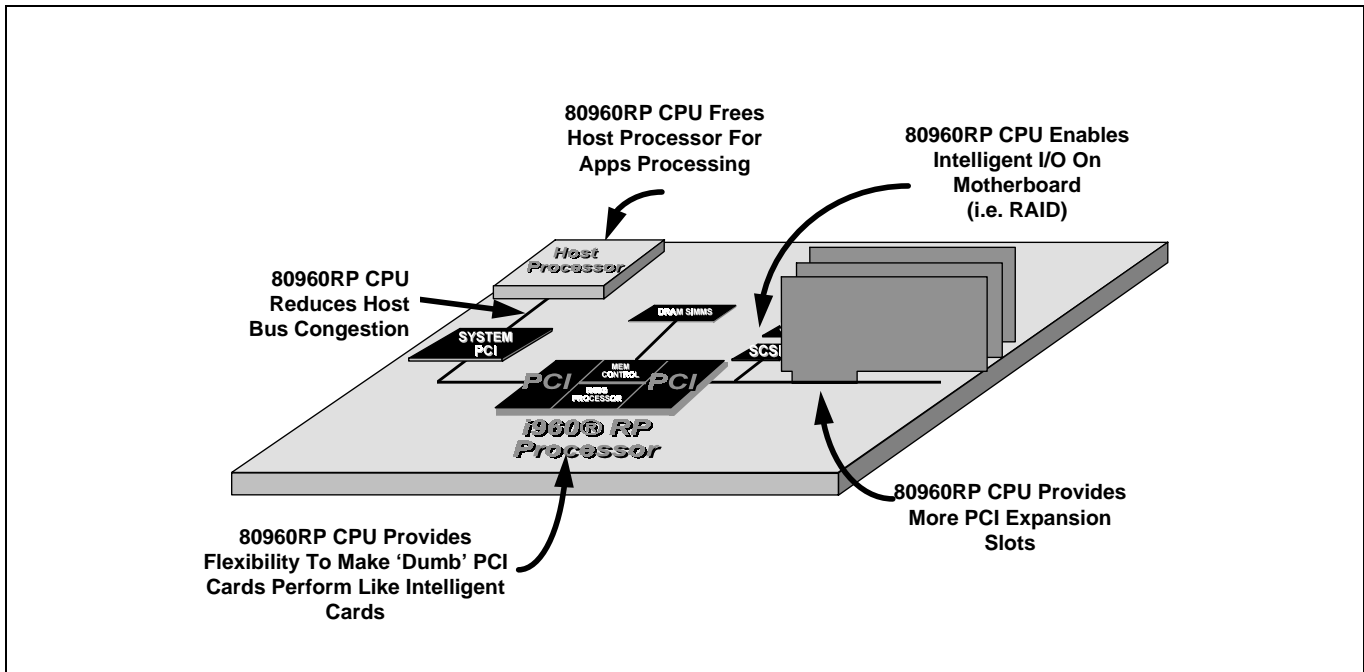 80960RP CPU Frees
Host Processor For
Apps Processing
80960RP CPU Enables
Intelligent I/O On
Motherboard
(i.e. RAID)
80960RP CPU
Reduces Host
Bus Congestion
Host
Processor
DRAM SIMMS
SYSTEM
PCI
SCSI
PCI
MEM
CONTROL
PCI
PROCESSOR
i960® RP
Processor
80960RP CPU Provides
More PCI Expansion
Slots
80960RP CPU Provides
Flexibility To Make ‘Dumb’ PCI
Cards Perform Like Intelligent
Cards